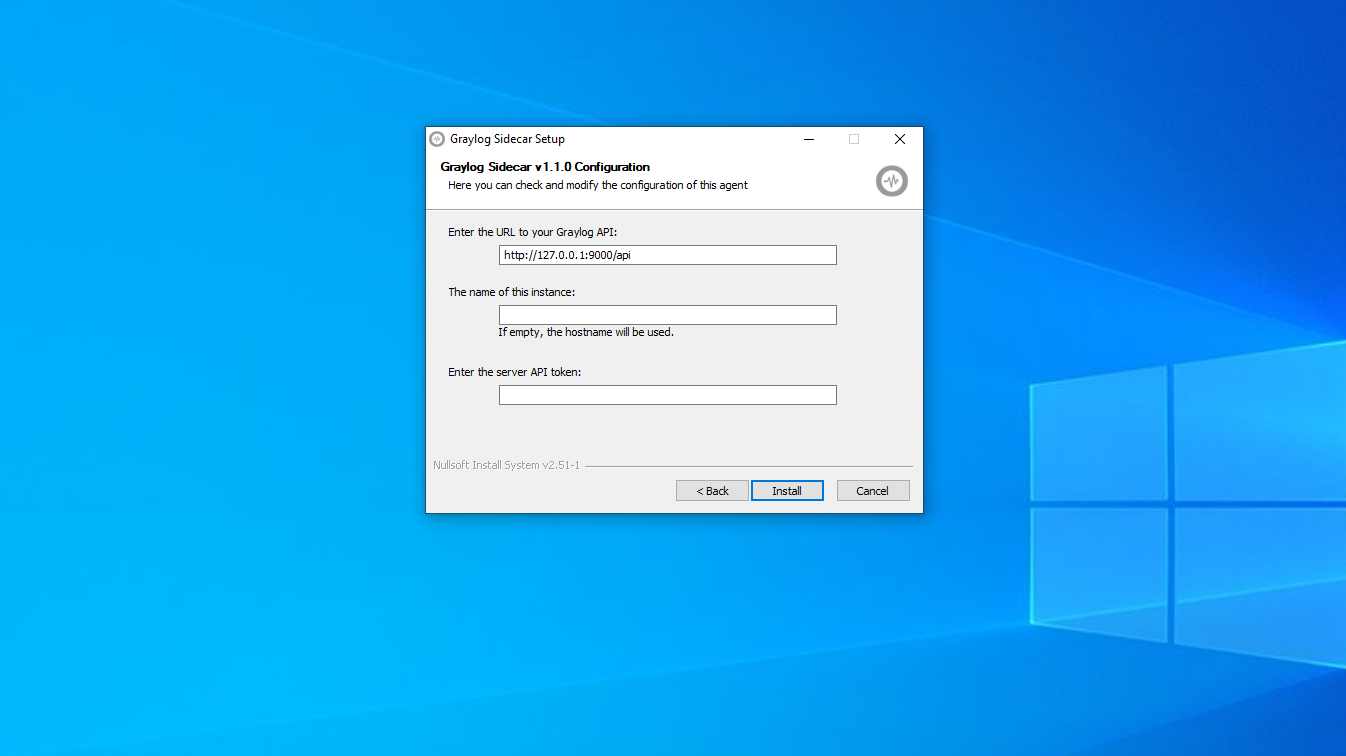 Graylog Sidecar Setup
Graylog Sidecar v1.1.0 Configuration
Here you can check and modify the configuration of this agent
Enter the URL to your Graylog API:
http://127.0.0.1:9000/api
The name of this instance:
If empty, the hostname will be used.
Enter the server API token:
Nullsoft Install System v2.51-1
< Back Install Cancel